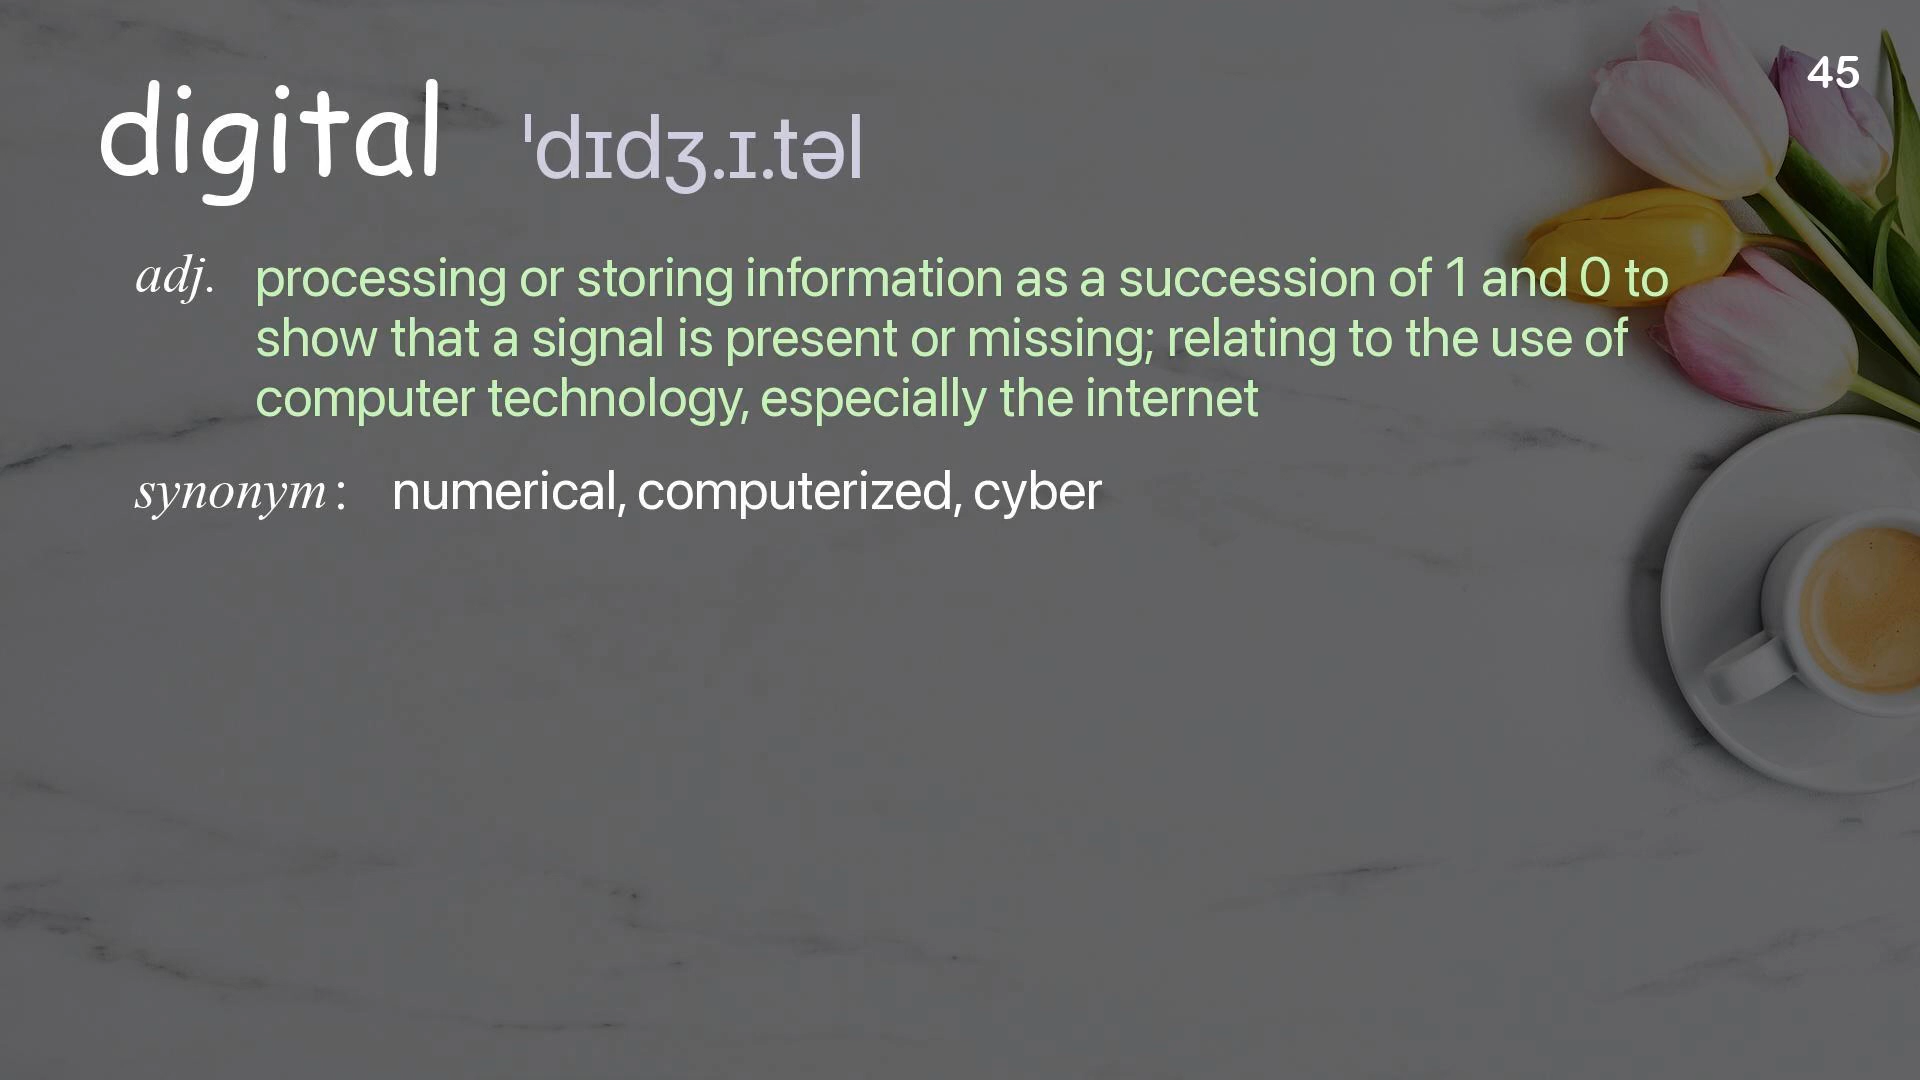 45
digital ˈdɪdʒ.ɪ.təl
adj. processing or storing information as a succession of 1 and 0 to
show that a signal is present or missing; relating to the use of
computer technology, especially the internet
synonym : numerical, computerized, cyber